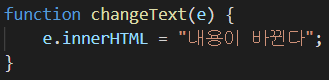 function changeText(e) {
    e.innerHTML = "내용이 바뀐다";
}